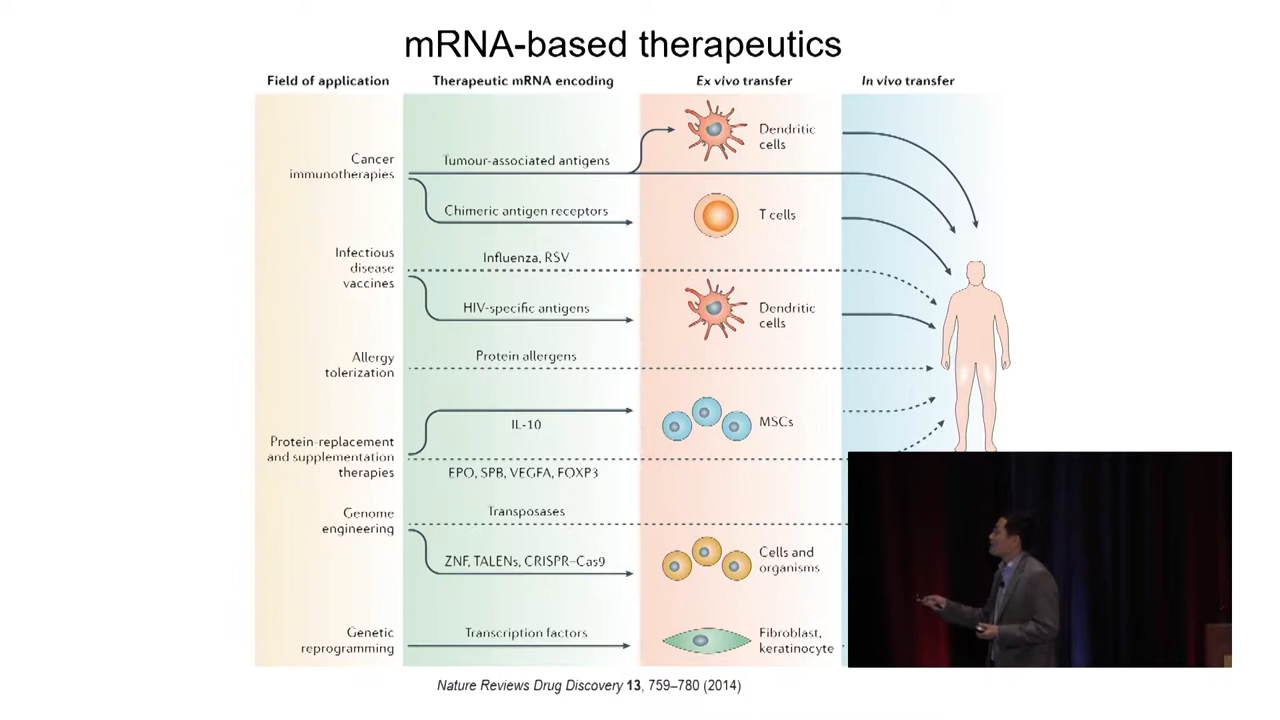 mRNA-based therapeutics
Field of application
Therapeutic mRNA encoding
Ex vivo transfer
In vivo transfer
Cancer
immunotherapies
Tumour-associated antigens
Dendritic
cells
Chimeric antigen receptors
T cells
Infectious
disease
vaccines
Influenza, RSV
HIV-specific antigens
Dendritic
cells
Allergy
tolerization
Protein allergens
Protein-replacement
and supplementation
therapies
IL-10
MSCs
EPO, SPB, VEGFA, FOXP3
Genome
engineering
Transposases
ZNF, TALENs, CRISPR–Cas9
Cells and
organisms
Genetic
reprogramming
Transcription factors
Fibroblast,
keratinocyte
Nature Reviews Drug Discovery 13, 759–780 (2014)